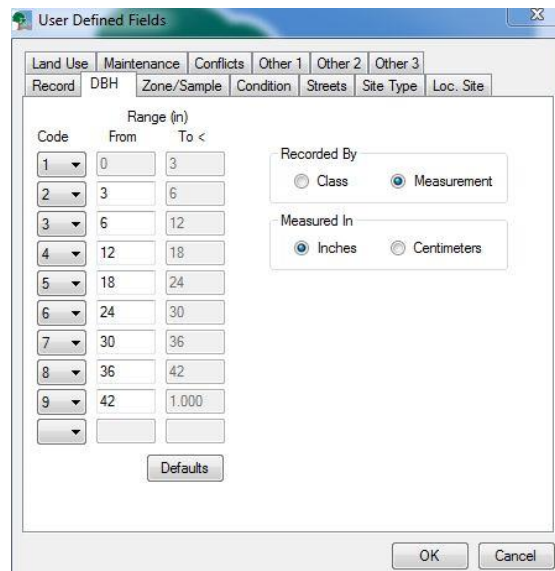 User Defined Fields
Land Use Maintenance Conflicts Other 1 Other 2 Other 3
Record DBH Zone/Sample Condition Streets Site Type Loc. Site
Range (in)
Code From To <
1 0 3
2 3 6
3 6 12
4 12 18
5 18 24
6 24 30
7 30 36
8 36 42
9 42 1.000
Defaults
Recorded By
Class Measurement
Measured In
Inches Centimeters
OK Cancel